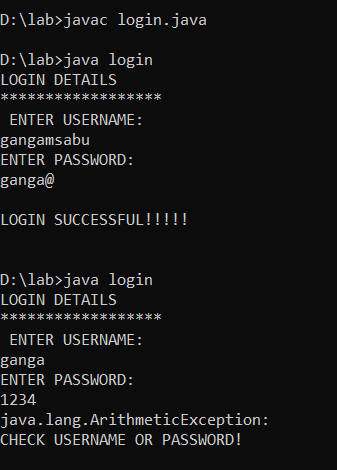 D:\lab>javac login.java
D:\lab>java login
LOGIN DETAILS
******************
ENTER USERNAME:
gangamsabu
ENTER PASSWORD:
ganga@
LOGIN SUCCESSFUL!!!!!
D:\lab>java login
LOGIN DETAILS
******************
ENTER USERNAME:
ganga
ENTER PASSWORD:
1234
java.lang.ArithmeticException:
CHECK USERNAME OR PASSWORD!